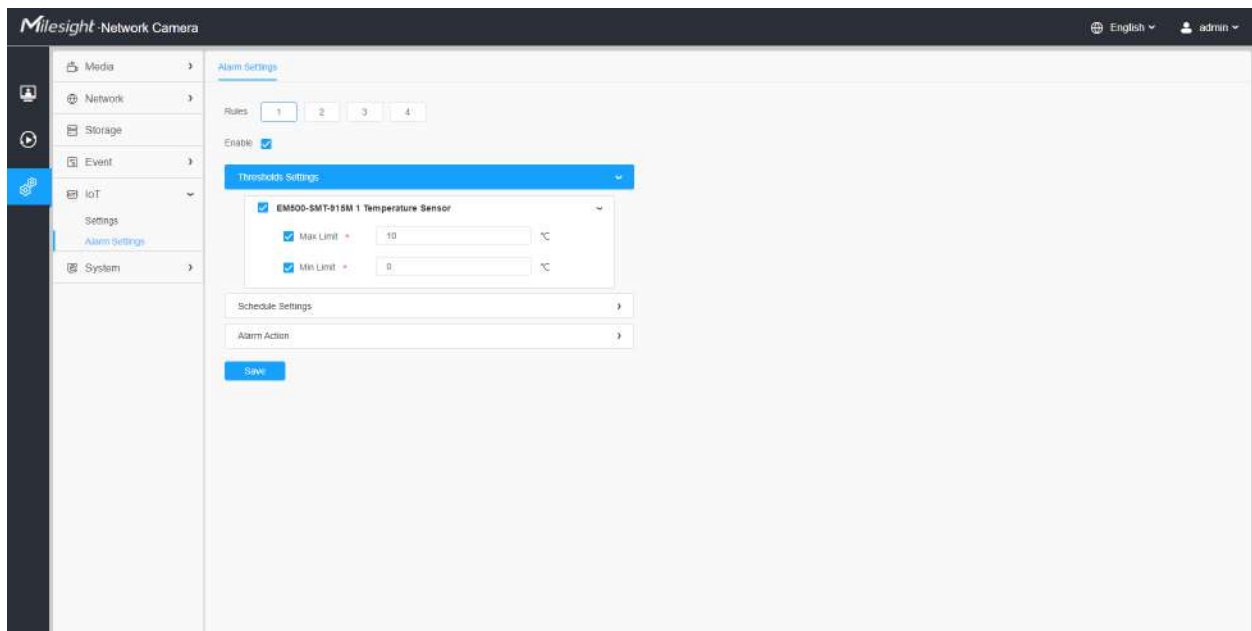 Milesight ·Network Camera
English
admin
Media
Network
Storage
Event
IoT
Settings
Alarm Settings
System
Alarm Settings
Rules 1 2 3 4
Enable
Thresholds Settings
EM500-SMT-915M 1 Temperature Sensor
Max Limit * 10 °C
Min Limit * 0 °C
Schedule Settings
Alarm Action
Save